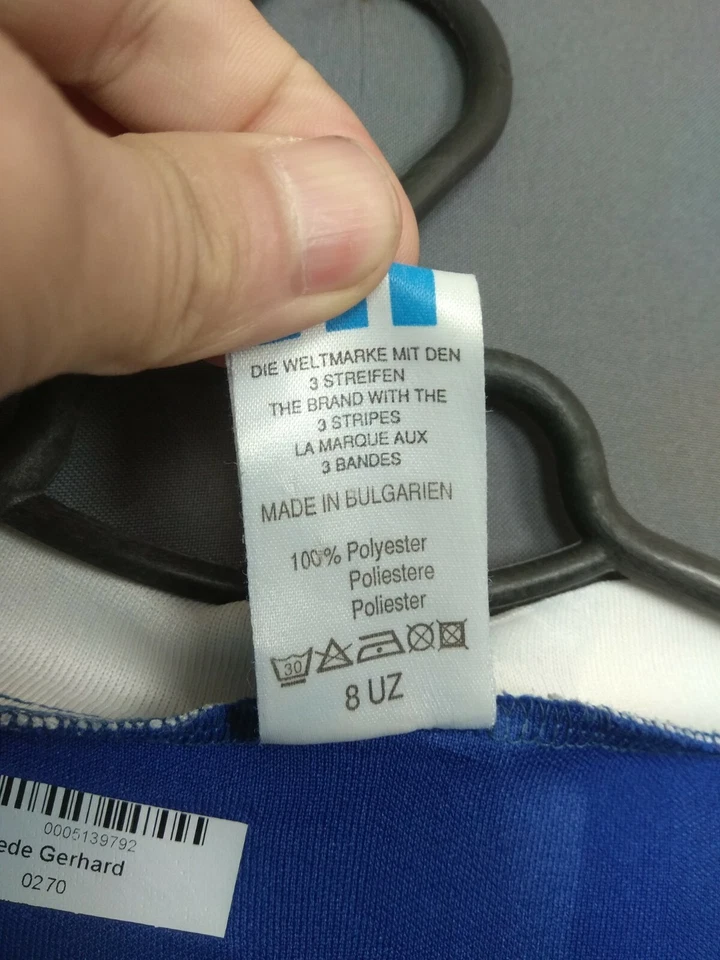 DIE WELTMARKE MIT DEN
3 STREIFEN
THE BRAND WITH THE
3 STRIPES
LA MARQUE AUX
3 BANDES
MADE IN BULGARIEN
100% Polyester
Poliestere
Poliester
30
8 UZ
0005139792
ede Gerhard
0270